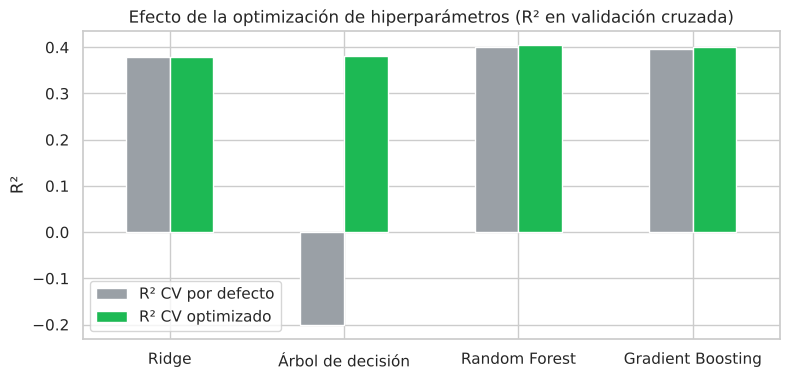 Efecto de la optimización de hiperparámetros (R² en validación cruzada)
R²
0.4
0.3
0.2
0.1
0.0
−0.1
−0.2
R² CV por defecto
R² CV optimizado
Ridge
Árbol de decisión
Random Forest
Gradient Boosting